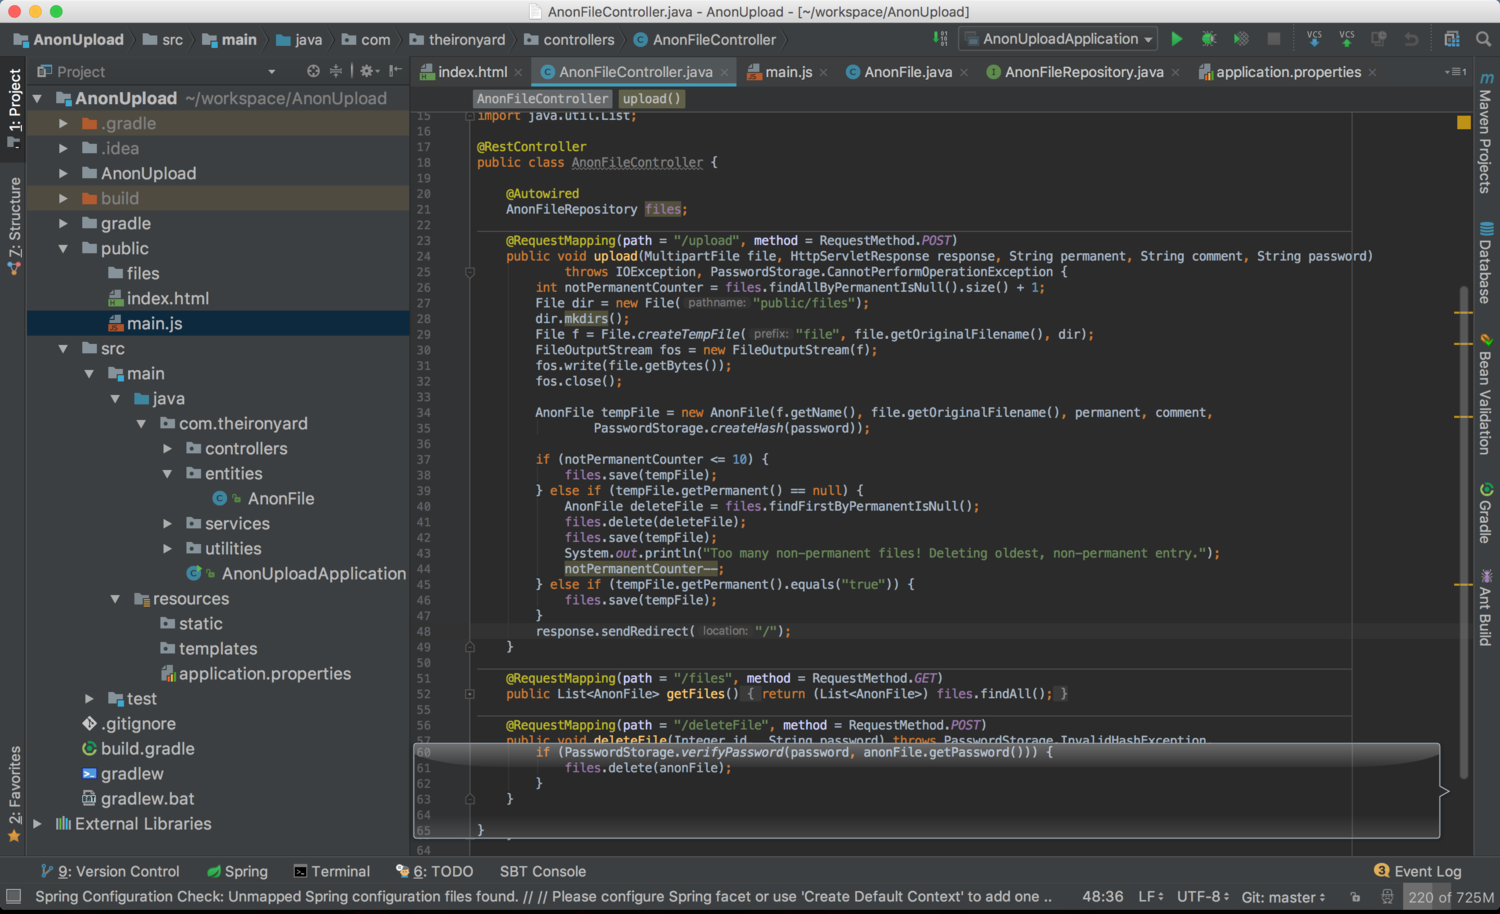 AnonFileController.java - AnonUpload - [~/workspace/AnonUpload]
AnonUpload src main java com theironyard controllers AnonFileController AnonUploadApplication VCS VCS
Project
index.html AnonFileController.java main.js AnonFile.java AnonFileRepository.java application.properties
AnonFileController upload()
1: Project
7: Structure
2: Favorites
AnonUpload ~/workspace/AnonUpload
.gradle
.idea
AnonUpload
build
gradle
public
files
index.html
main.js
src
main
java
com.theironyard
controllers
entities
AnonFile
services
utilities
AnonUploadApplication
resources
static
templates
application.properties
test
.gitignore
build.gradle
gradlew
gradlew.bat
External Libraries
15 import java.util.List;
16
17 @RestController
18 public class AnonFileController {
19
20 @Autowired
21 AnonFileRepository files;
22
23 @RequestMapping(path = "/upload", method = RequestMethod.POST)
24 public void upload(MultipartFile file, HttpServletResponse response, String permanent, String comment, String password)
25 throws IOException, PasswordStorage.CannotPerformOperationException {
26 int notPermanentCounter = files.findAllByPermanentIsNull().size() + 1;
27 File dir = new File( pathname: "public/files");
28 dir.mkdirs();
29 File f = File.createTempFile( prefix: "file", file.getOriginalFilename(), dir);
30 FileOutputStream fos = new FileOutputStream(f);
31 fos.write(file.getBytes());
32 fos.close();
33
34 AnonFile tempFile = new AnonFile(f.getName(), file.getOriginalFilename(), permanent, comment,
35 PasswordStorage.createHash(password));
36
37 if (notPermanentCounter <= 10) {
38 files.save(tempFile);
39 } else if (tempFile.getPermanent() == null) {
40 AnonFile deleteFile = files.findFirstByPermanentIsNull();
41 files.delete(deleteFile);
42 files.save(tempFile);
43 System.out.println("Too many non-permanent files! Deleting oldest, non-permanent entry.");
44 notPermanentCounter--;
45 } else if (tempFile.getPermanent().equals("true")) {
46 files.save(tempFile);
47 }
48 response.sendRedirect( location: "/");
49 }
50
51 @RequestMapping(path = "/files", method = RequestMethod.GET)
52 public List<AnonFile> getFiles() { return (List<AnonFile>) files.findAll(); }
55
56 @RequestMapping(path = "/deleteFile", method = RequestMethod.POST)
57 public void deleteFile(Integer id, String password) throws PasswordStorage.InvalidHashException
60 if (PasswordStorage.verifyPassword(password, anonFile.getPassword())) {
61 files.delete(anonFile);
62 }
63 }
64
65 }
64
Maven Projects
Database
Bean Validation
Gradle
Ant Build
9: Version Control Spring Terminal 6: TODO SBT Console 3 Event Log
Spring Configuration Check: Unmapped Spring configuration files found. // // Please configure Spring facet or use 'Create Default Context' to add one .. 48:36 LF UTF-8 Git: master 220 of 725M